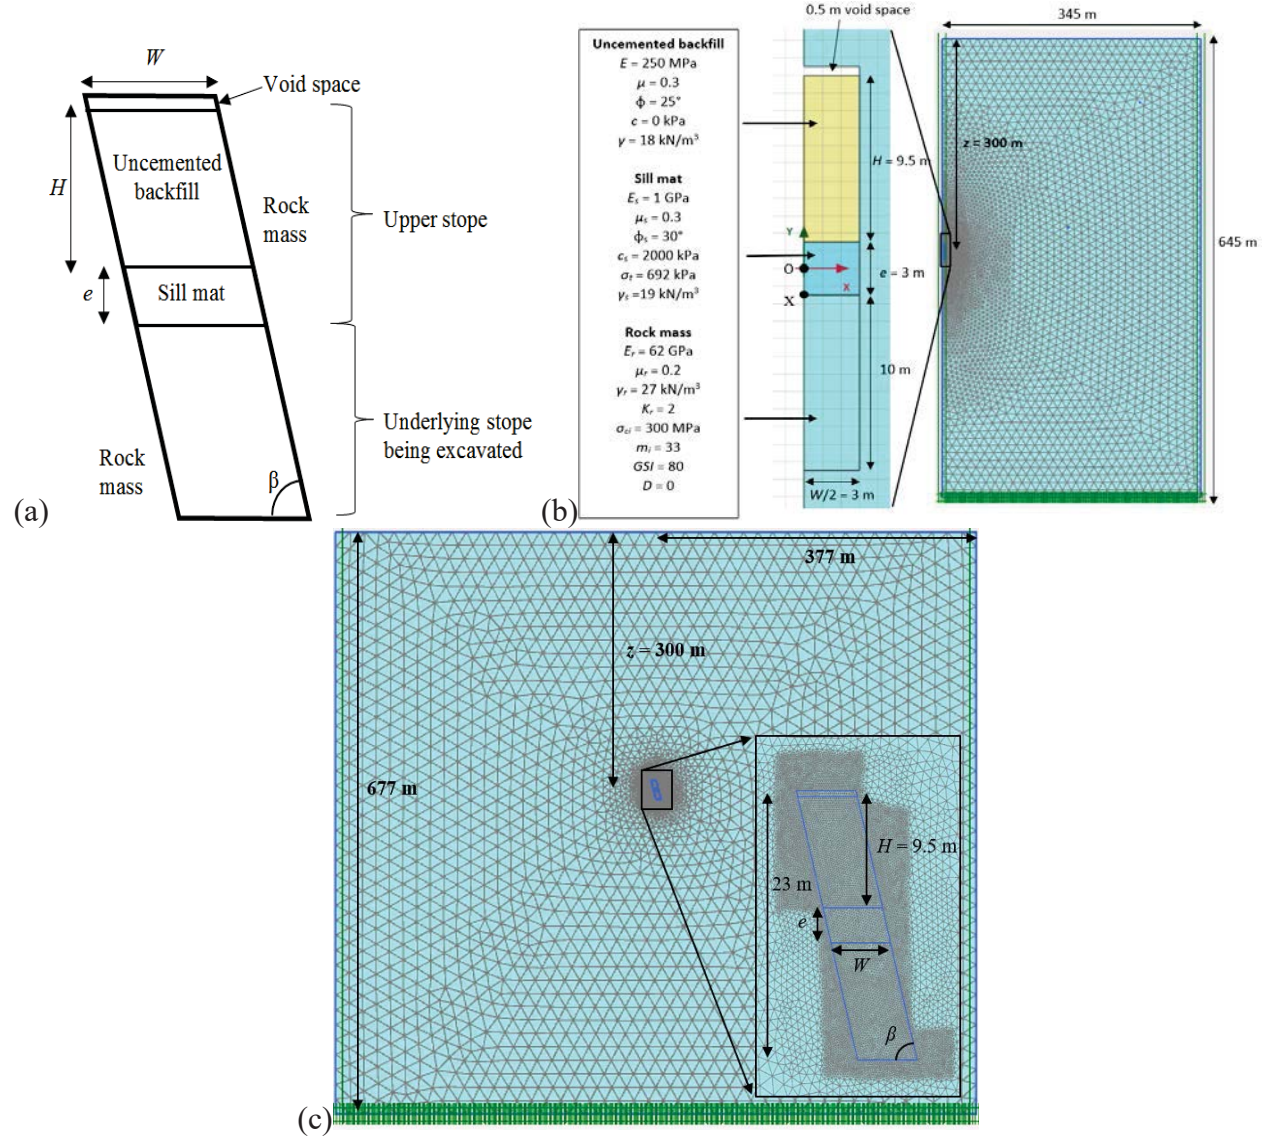 W
Void space
Uncemented
backfill
H
Rock
mass
Upper stope
e
Sill mat
Underlying stope
being excavated
Rock
mass
β
(a)
0.5 m void space
Uncemented backfill
E = 250 MPa
μ = 0.3
ϕ = 25°
c = 0 kPa
γ = 18 kN/m³
Sill mat
Eₛ = 1 GPa
μₛ = 0.3
ϕₛ = 30°
cₛ = 2000 kPa
σₜ = 692 kPa
γₛ =19 kN/m³
Rock mass
Eᵣ = 62 GPa
μᵣ = 0.2
γᵣ = 27 kN/m³
Kᵣ = 2
σci = 300 MPa
mᵢ = 33
GSI = 80
D = 0
H = 9.5 m
Y
O
X
X
e = 3 m
10 m
W/2 = 3 m
(b)
345 m
z = 300 m
645 m
377 m
z = 300 m
677 m
H = 9.5 m
23 m
e
W
β
(c)